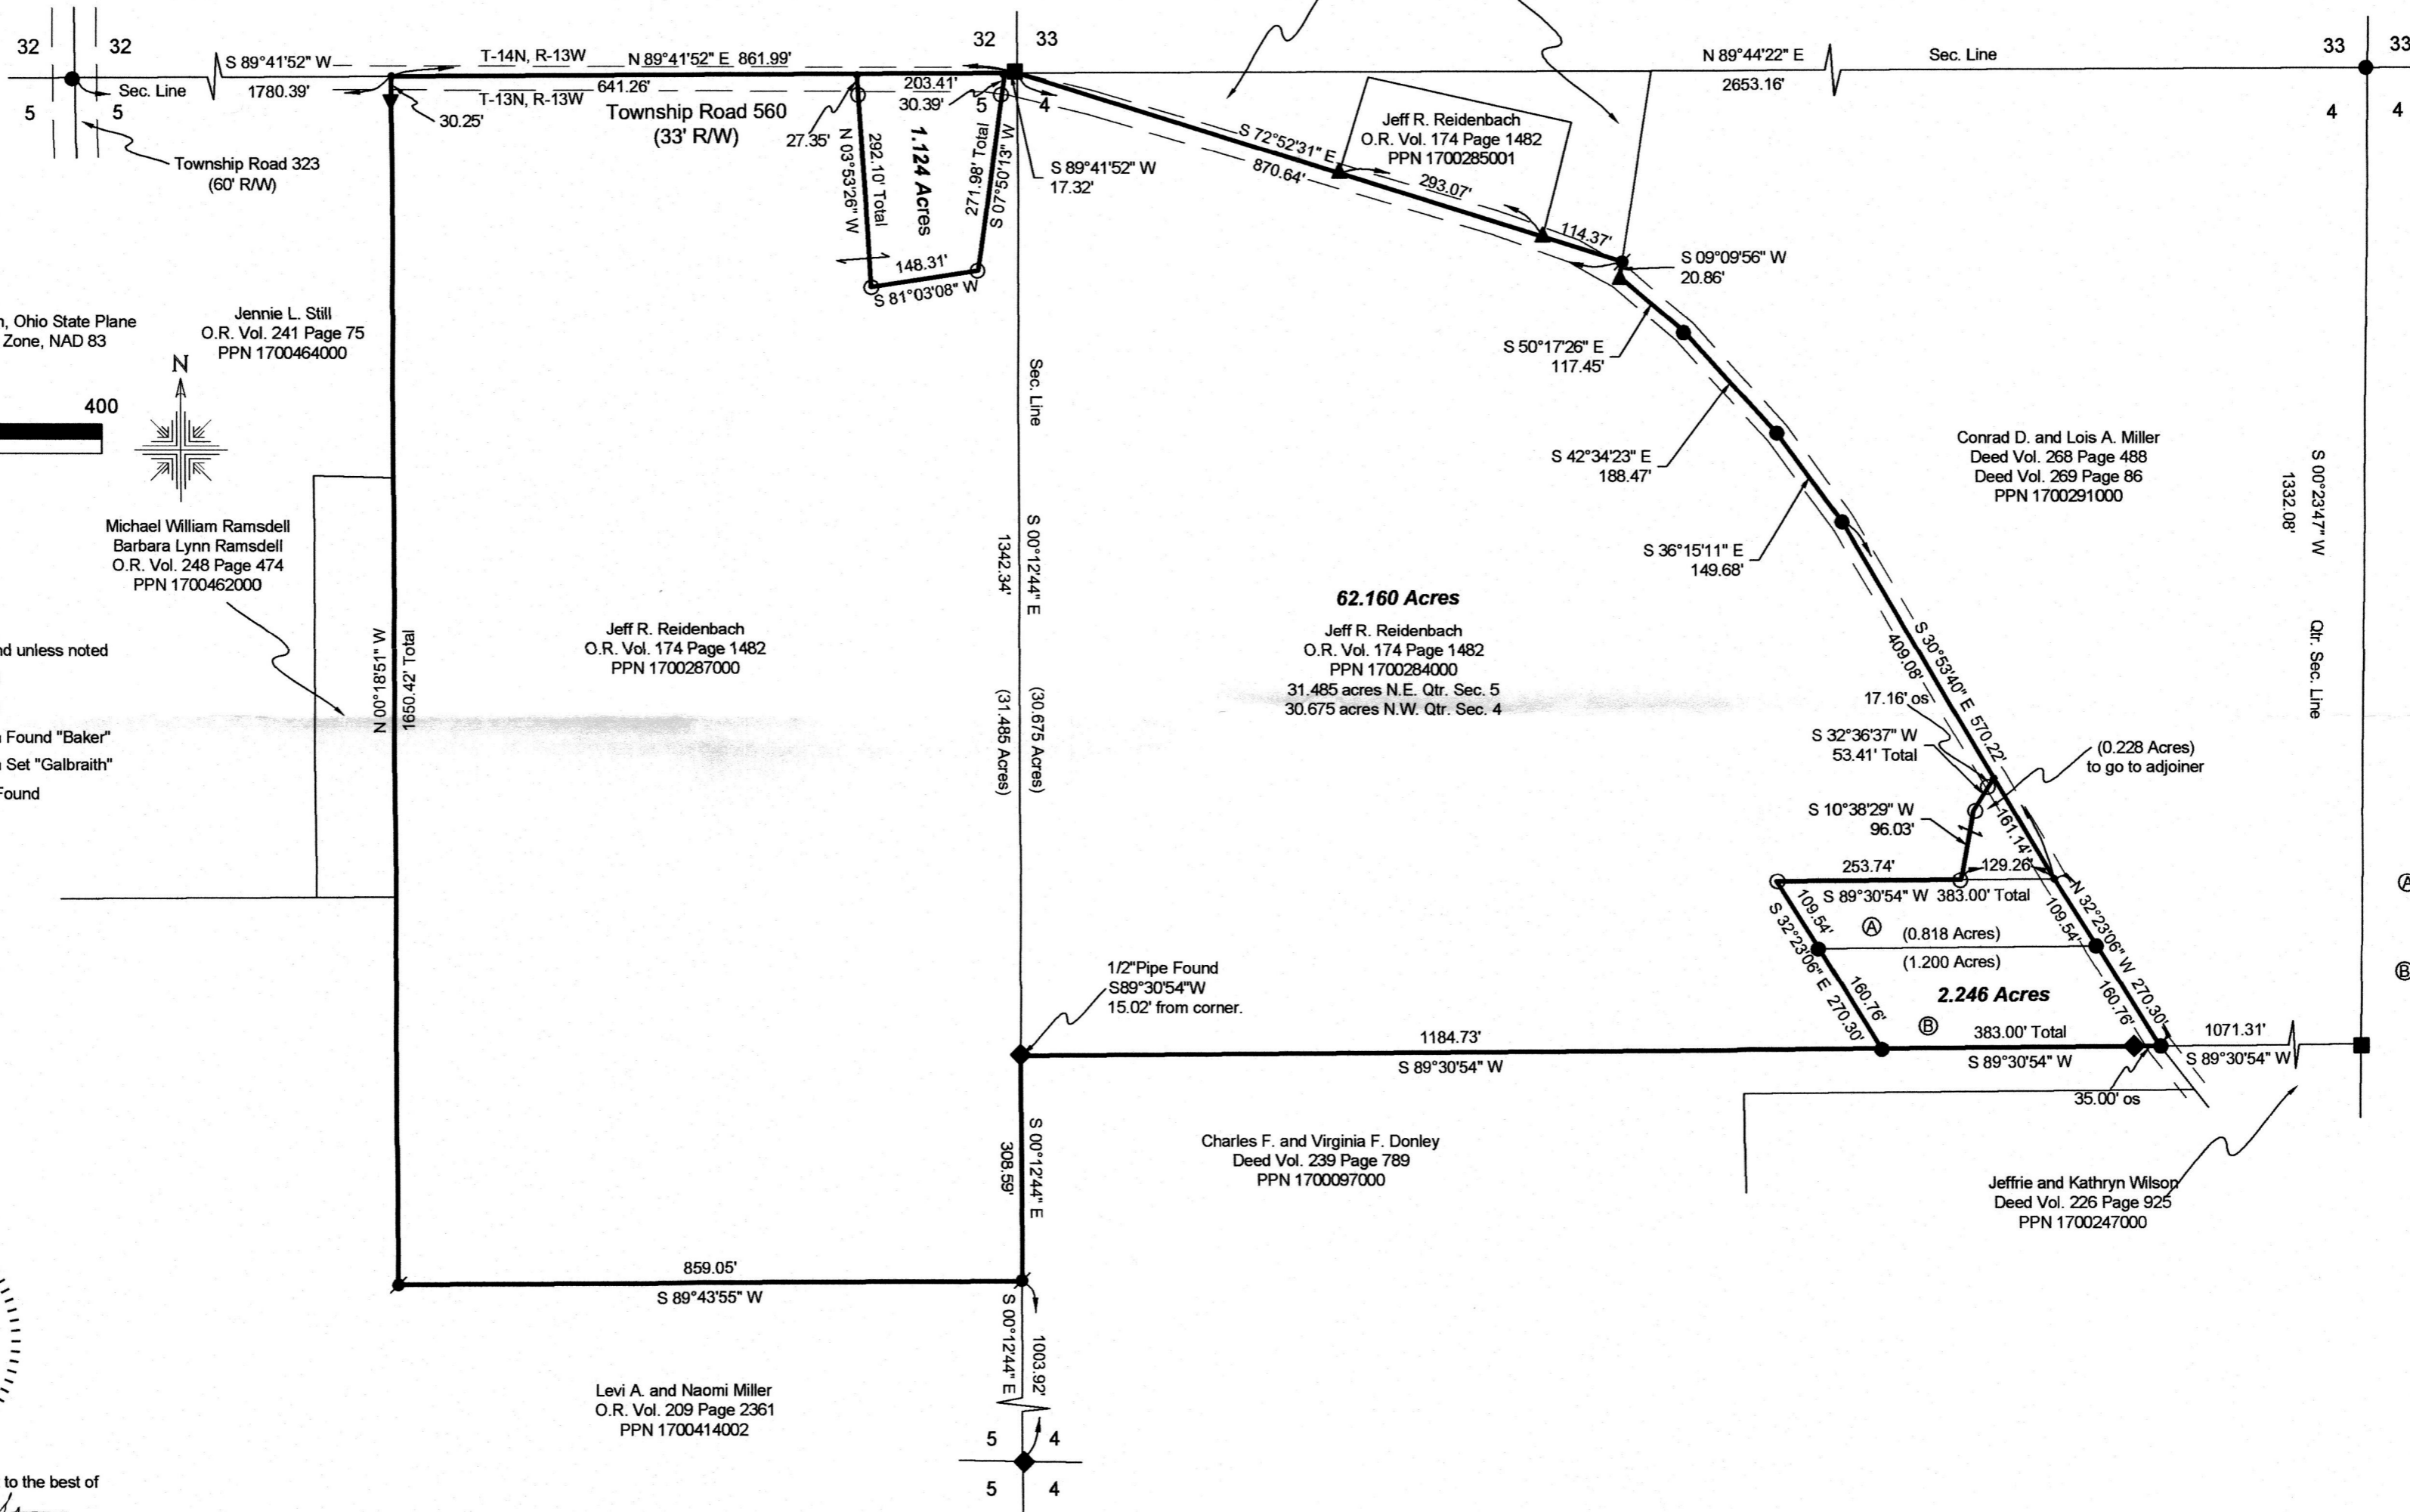 32
32
S 89°41'52" W
1780.39'
Sec. Line
5
5
Township Road 323
(60' R/W)
T-14N, R-13W
N 89°41'52" E 861.99'
T-13N, R-13W
641.26'
30.25'
Township Road 560
(33' R/W)
27.35'
203.41'
30.39'
32
33
5
4
N 03°53'26" W
292.10' Total
1.124 Acres
271.98' Total
S 07°50'13" W
148.31'
S 81°03'08" W
S 89°41'52" W
17.32'
N 89°44'22" E
2653.16'
Sec. Line
33
33
4
4
S 72°52'31" E
870.64'
Jeff R. Reidenbach
O.R. Vol. 174 Page 1482
PPN 1700285001
293.07'
114.37'
S 09°09'56" W
20.86'
S 50°17'26" E
117.45'
S 42°34'23" E
188.47'
S 36°15'11" E
149.68'
Conrad D. and Lois A. Miller
Deed Vol. 268 Page 488
Deed Vol. 269 Page 86
PPN 1700291000
S 00°23'47" W
1332.08'
Qtr. Sec. Line
Ohio State Plane
Zone, NAD 83
Jennie L. Still
O.R. Vol. 241 Page 75
PPN 1700464000
N
400
Michael William Ramsdell
Barbara Lynn Ramsdell
O.R. Vol. 248 Page 474
PPN 1700462000
unless noted
Found "Baker"
Set "Galbraith"
Found
N 00°18'51" W
1650.42' Total
Jeff R. Reidenbach
O.R. Vol. 174 Page 1482
PPN 1700287000
Sec. Line
S 00°12'44" E
1342.34'
(30.675 Acres)
(31.485 Acres)
62.160 Acres
Jeff R. Reidenbach
O.R. Vol. 174 Page 1482
PPN 1700284000
31.485 acres N.E. Qtr. Sec. 5
30.675 acres N.W. Qtr. Sec. 4
S 30°53'40" E 570.22'
409.08'
17.16' os
S 32°36'37" W
53.41' Total
(0.228 Acres)
to go to adjoiner
S 10°38'29" W
96.03'
161.14'
253.74'
129.26'
S 89°30'54" W 383.00' Total
109.54'
S 32°23'06" E 270.30'
160.76'
A
(0.818 Acres)
(1.200 Acres)
2.246 Acres
B
383.00' Total
S 89°30'54" W
N 32°23'06" W 270.30'
109.54'
160.76'
A
B
1071.31'
S 89°30'54" W
35.00' os
1/2"Pipe Found
S89°30'54"W
15.02' from corner.
1184.73'
S 89°30'54" W
S 00°12'44" E
308.59'
Charles F. and Virginia F. Donley
Deed Vol. 239 Page 789
PPN 1700097000
Jeffrie and Kathryn Wilson
Deed Vol. 226 Page 925
PPN 1700247000
859.05'
S 89°43'55" W
S 00°12'44" E
1003.92'
Levi A. and Naomi Miller
O.R. Vol. 209 Page 2361
PPN 1700414002
5
4
5
4
to the best of